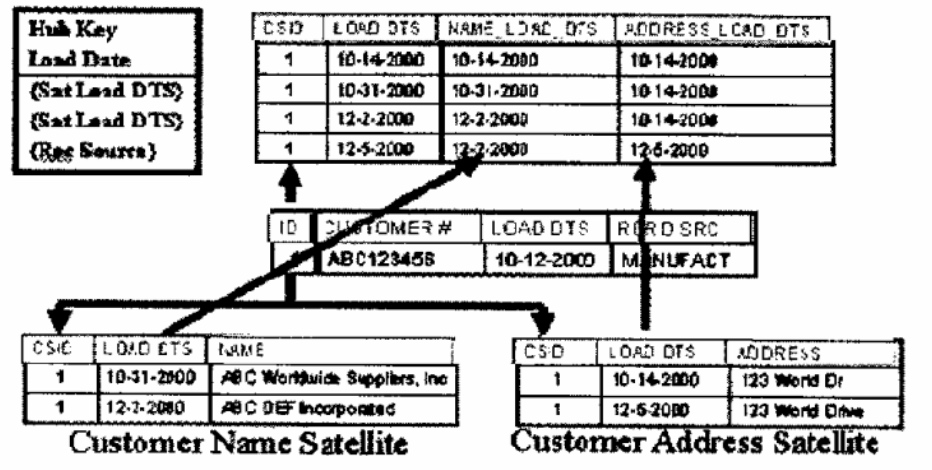 Hub Key
Load Date
{Sat Load DTS}
{Sat Load DTS}
{Rec Source}
CSID LOAD DTS NAME_LOAD_DTS ADDRESS_LOAD_DTS
1 10-14-2000 10-14-2000 10-14-2000
1 10-31-2000 10-31-2000 10-14-2000
1 12-2-2000 12-2-2000 10-14-2000
1 12-5-2000 12-2-2000 12-5-2000
ID CUSTOMER # LOAD DTS RCRD SRC
1 ABC123456 10-12-2000 MANUFACT
CSID LOAD DTS NAME
1 10-31-2000 ABC Worldwide Suppliers, Inc
1 12-2-2000 ABC DEF Incorporated
Customer Name Satellite
CSID LOAD DTS ADDRESS
1 10-14-2000 123 World Dr
1 12-5-2000 123 World Drive
Customer Address Satellite